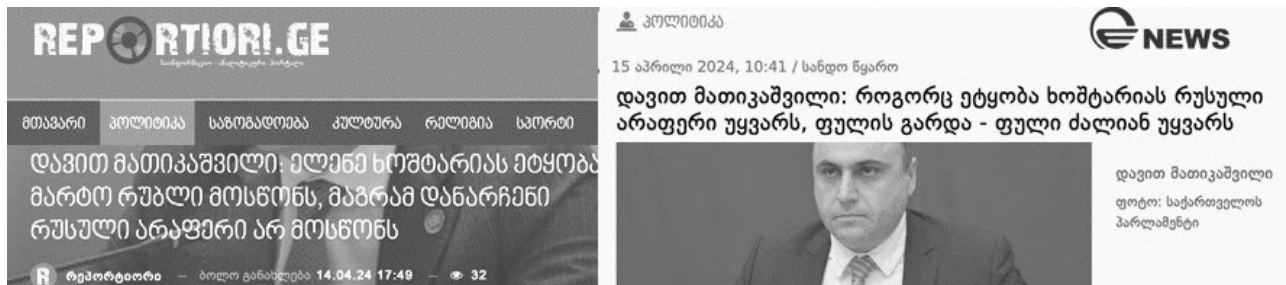 REPORTIORI.GE
საინფორმაციო - ანალიტიკური პორტალი
მთავარი პოლიტიკა საზოგადოება კულტურა რელიგია სპორტი
დავით მათიკაშვილი: ელენე ხოშტარიას ეტყობა
მარტო რუბლი მოსწონს, მაგრამ დანარჩენი
რუსული არაფერი არ მოსწონს
R რეპორტიორი — ბოლო განახლება 14.04.24 17:49 — 32
პოლიტიკა
NEWS
15 აპრილი 2024, 10:41 / სანდო წყარო
დავით მათიკაშვილი: როგორც ეტყობა ხოშტარიას რუსული
არაფერი უყვარს, ფულის გარდა - ფული ძალიან უყვარს
დავით მათიკაშვილი
ფოტო: საქართველოს
პარლამენტი